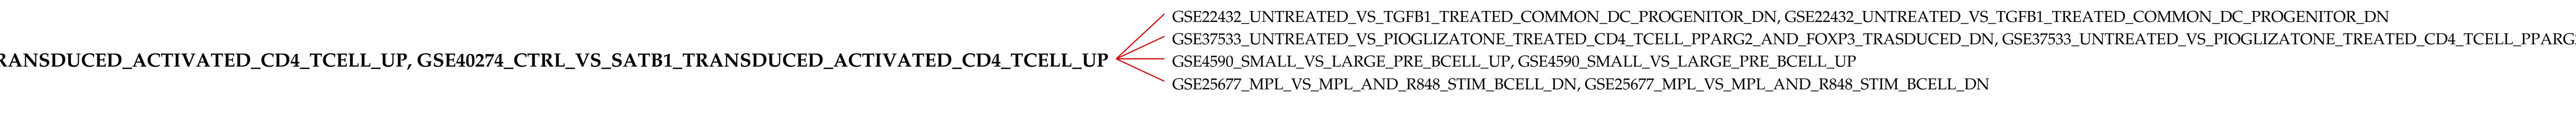 RANSDUCED_ACTIVATED_CD4_TCELL_UP, GSE40274_CTRL_VS_SATB1_TRANSDUCED_ACTIVATED_CD4_TCELL_UP
GSE22432_UNTREATED_VS_TGFB1_TREATED_COMMON_DC_PROGENITOR_DN, GSE22432_UNTREATED_VS_TGFB1_TREATED_COMMON_DC_PROGENITOR_DN
GSE37533_UNTREATED_VS_PIOGLIZATONE_TREATED_CD4_TCELL_PPARG2_AND_FOXP3_TRASDUCED_DN, GSE37533_UNTREATED_VS_PIOGLIZATONE_TREATED_CD4_TCELL_PPARG
GSE4590_SMALL_VS_LARGE_PRE_BCELL_UP, GSE4590_SMALL_VS_LARGE_PRE_BCELL_UP
GSE25677_MPL_VS_MPL_AND_R848_STIM_BCELL_DN, GSE25677_MPL_VS_MPL_AND_R848_STIM_BCELL_DN